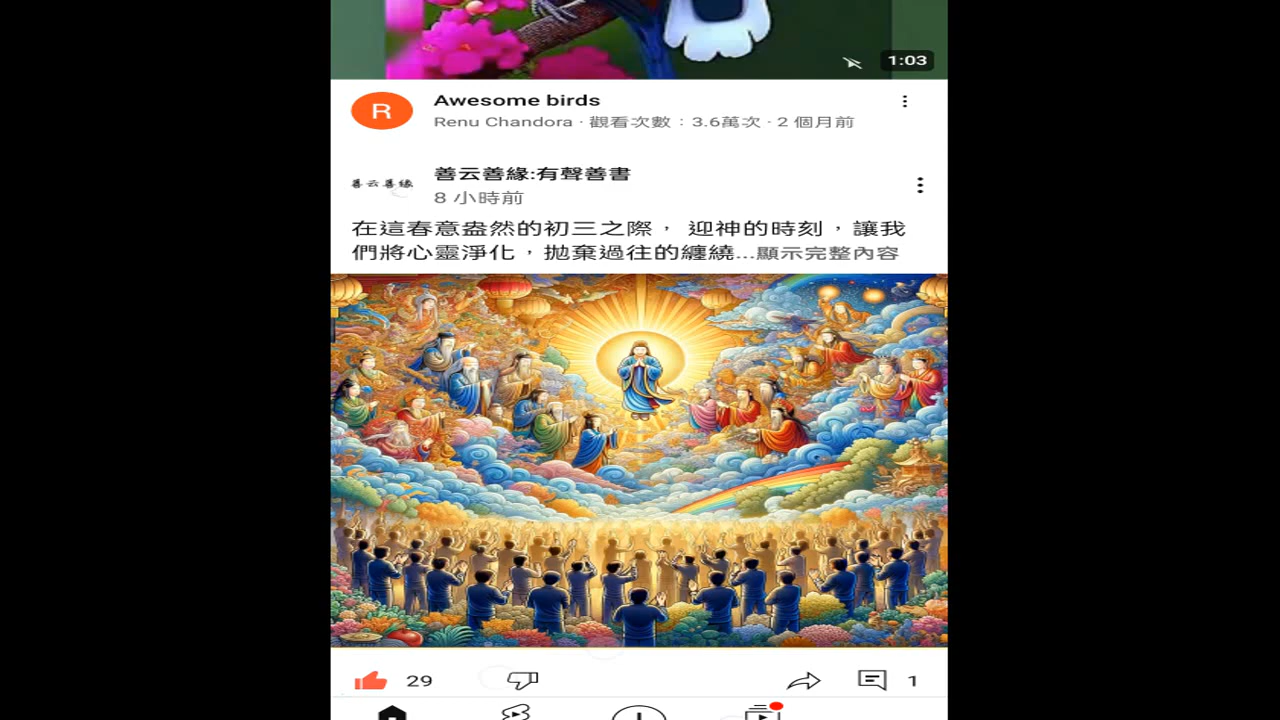 1:03
R
Awesome birds
Renu Chandora · 觀看次數：3.6萬次 · 2 個月前
善云善緣
善云善緣:有聲善書
8 小時前
在這春意盎然的初三之際， 迎神的時刻，讓我
們將心靈淨化，拋棄過往的纏繞...顯示完整內容
29
1